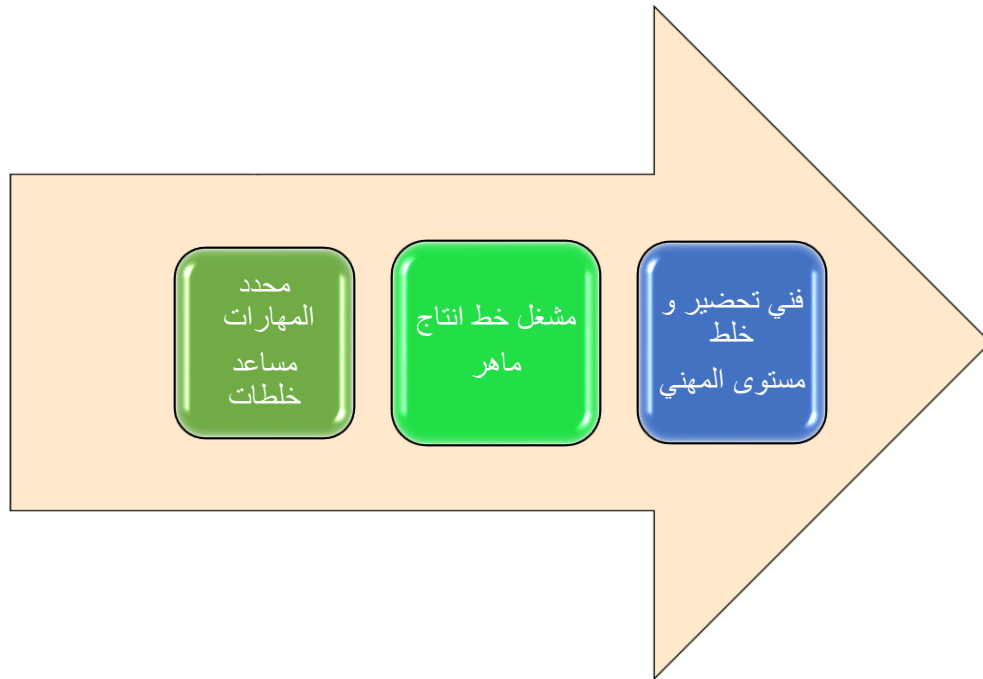 محدد
المهارات
مساعد
خلطات
مشغل خط انتاج
ماهر
فني تحضير و
خلط
مستوى المهني